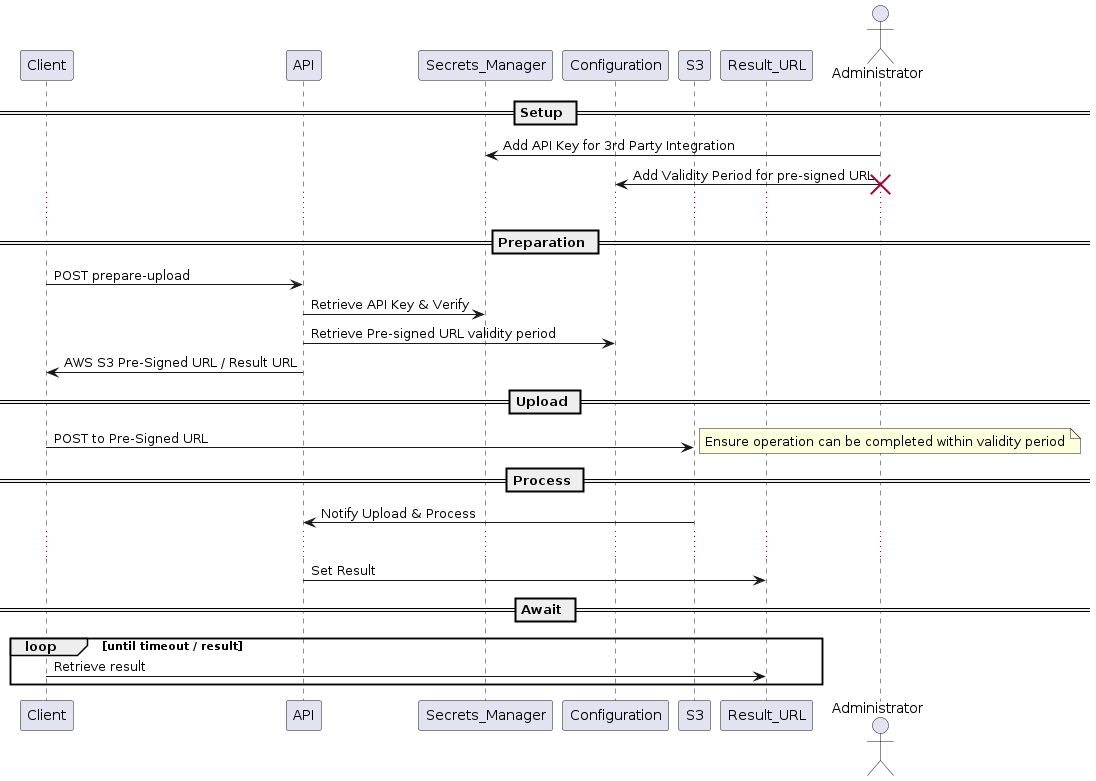 Client
API
Secrets_Manager
Configuration
S3
Result_URL
Administrator
Setup
Add API Key for 3rd Party Integration
Add Validity Period for pre-signed URL
Preparation
POST prepare-upload
Retrieve API Key & Verify
Retrieve Pre-signed URL validity period
AWS S3 Pre-Signed URL / Result URL
Upload
POST to Pre-Signed URL
Ensure operation can be completed within validity period
Process
Notify Upload & Process
Set Result
Await
loop
[until timeout / result]
Retrieve result
Client
API
Secrets_Manager
Configuration
S3
Result_URL
Administrator